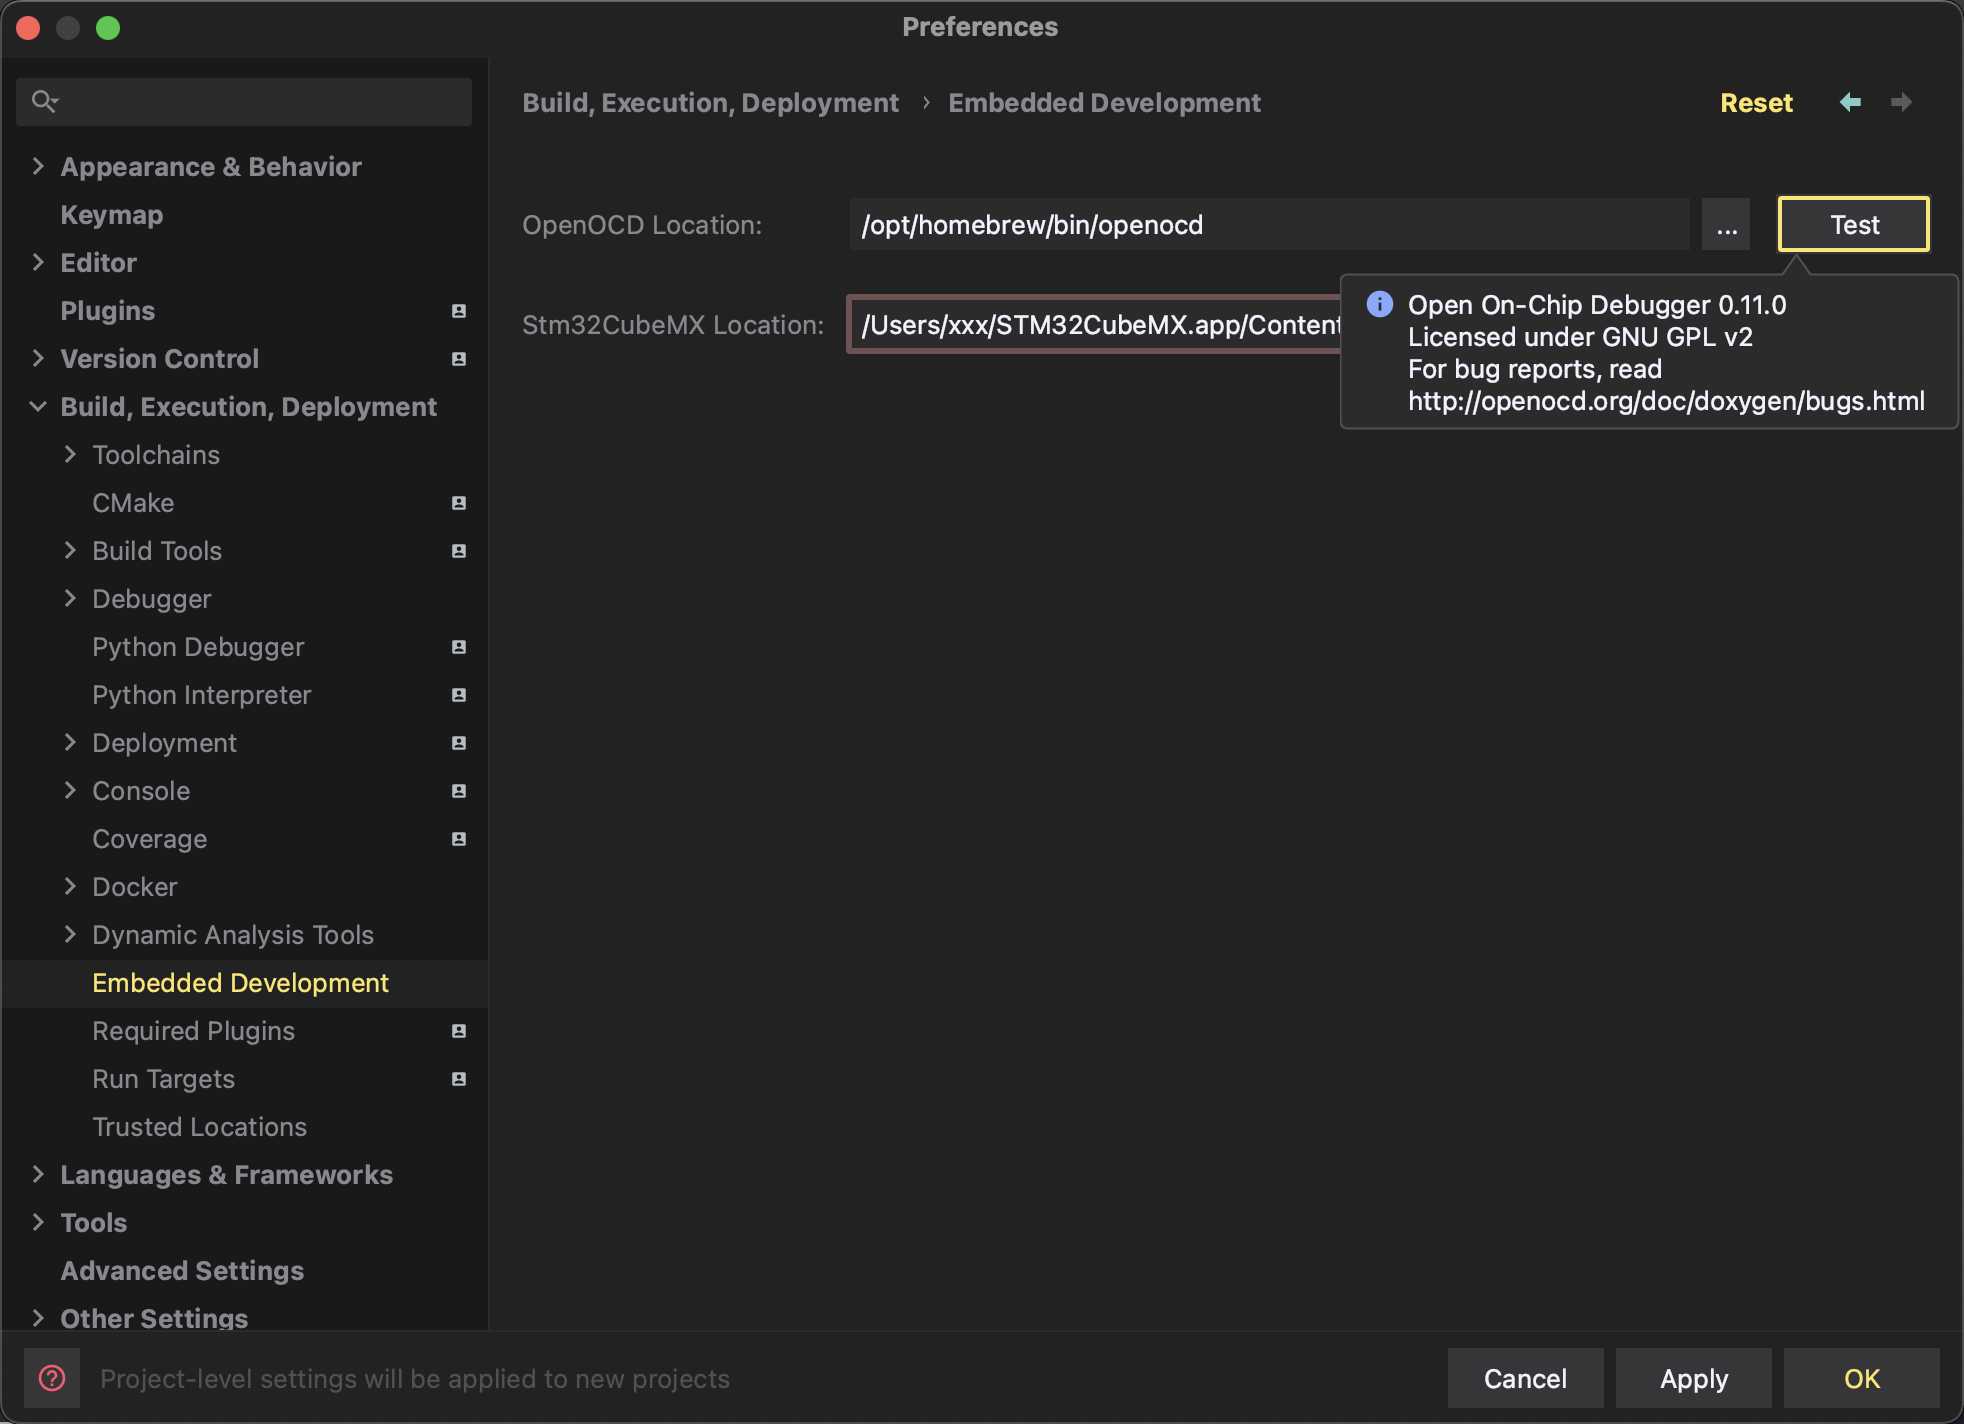 Preferences
Build, Execution, Deployment › Embedded Development
Reset
Appearance & Behavior
Keymap
Editor
Plugins
Version Control
Build, Execution, Deployment
Toolchains
CMake
Build Tools
Debugger
Python Debugger
Python Interpreter
Deployment
Console
Coverage
Docker
Dynamic Analysis Tools
Embedded Development
Required Plugins
Run Targets
Trusted Locations
Languages & Frameworks
Tools
Advanced Settings
Other Settings
OpenOCD Location: /opt/homebrew/bin/openocd ... Test
Stm32CubeMX Location: /Users/xxx/STM32CubeMX.app/Content
Open On-Chip Debugger 0.11.0
Licensed under GNU GPL v2
For bug reports, read
http://openocd.org/doc/doxygen/bugs.html
? Project-level settings will be applied to new projects
Cancel Apply OK